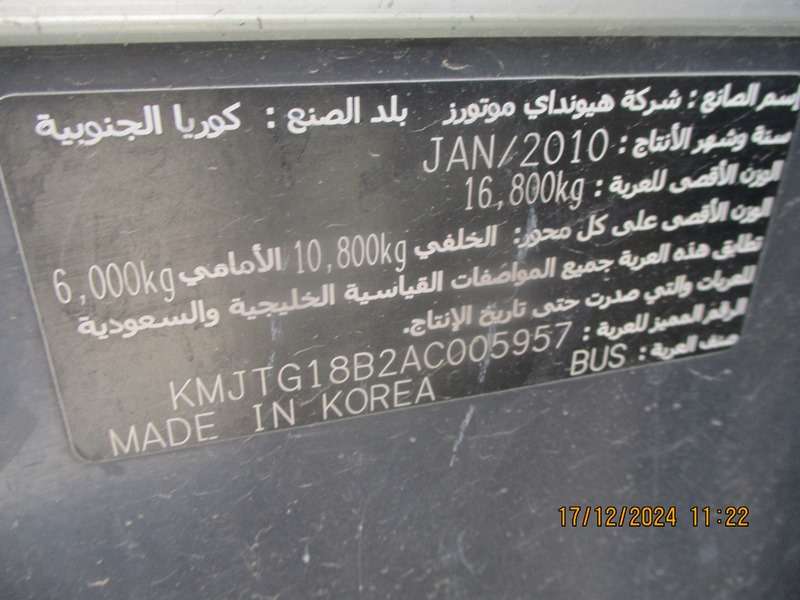 إسم الصانع : شركة هيونداي موتورز بلد الصنع : كوريا الجنوبية
سنة وشهر الأنتاج : JAN/2010
الوزن الأقصى للعربة : 16,800kg
الوزن الأقصى على كل محور: الخلفي 10,800kg الأمامي 6,000kg
تطابق هذه العربة جميع المواصفات القياسية الخليجية والسعودية
للعربات والتي صدرت حتى تاريخ الإنتاج.
الرقم المميز للعربة : KMJTG18B2AC005957
صنف العربة : BUS
MADE IN KOREA
17/12/2024 11:22